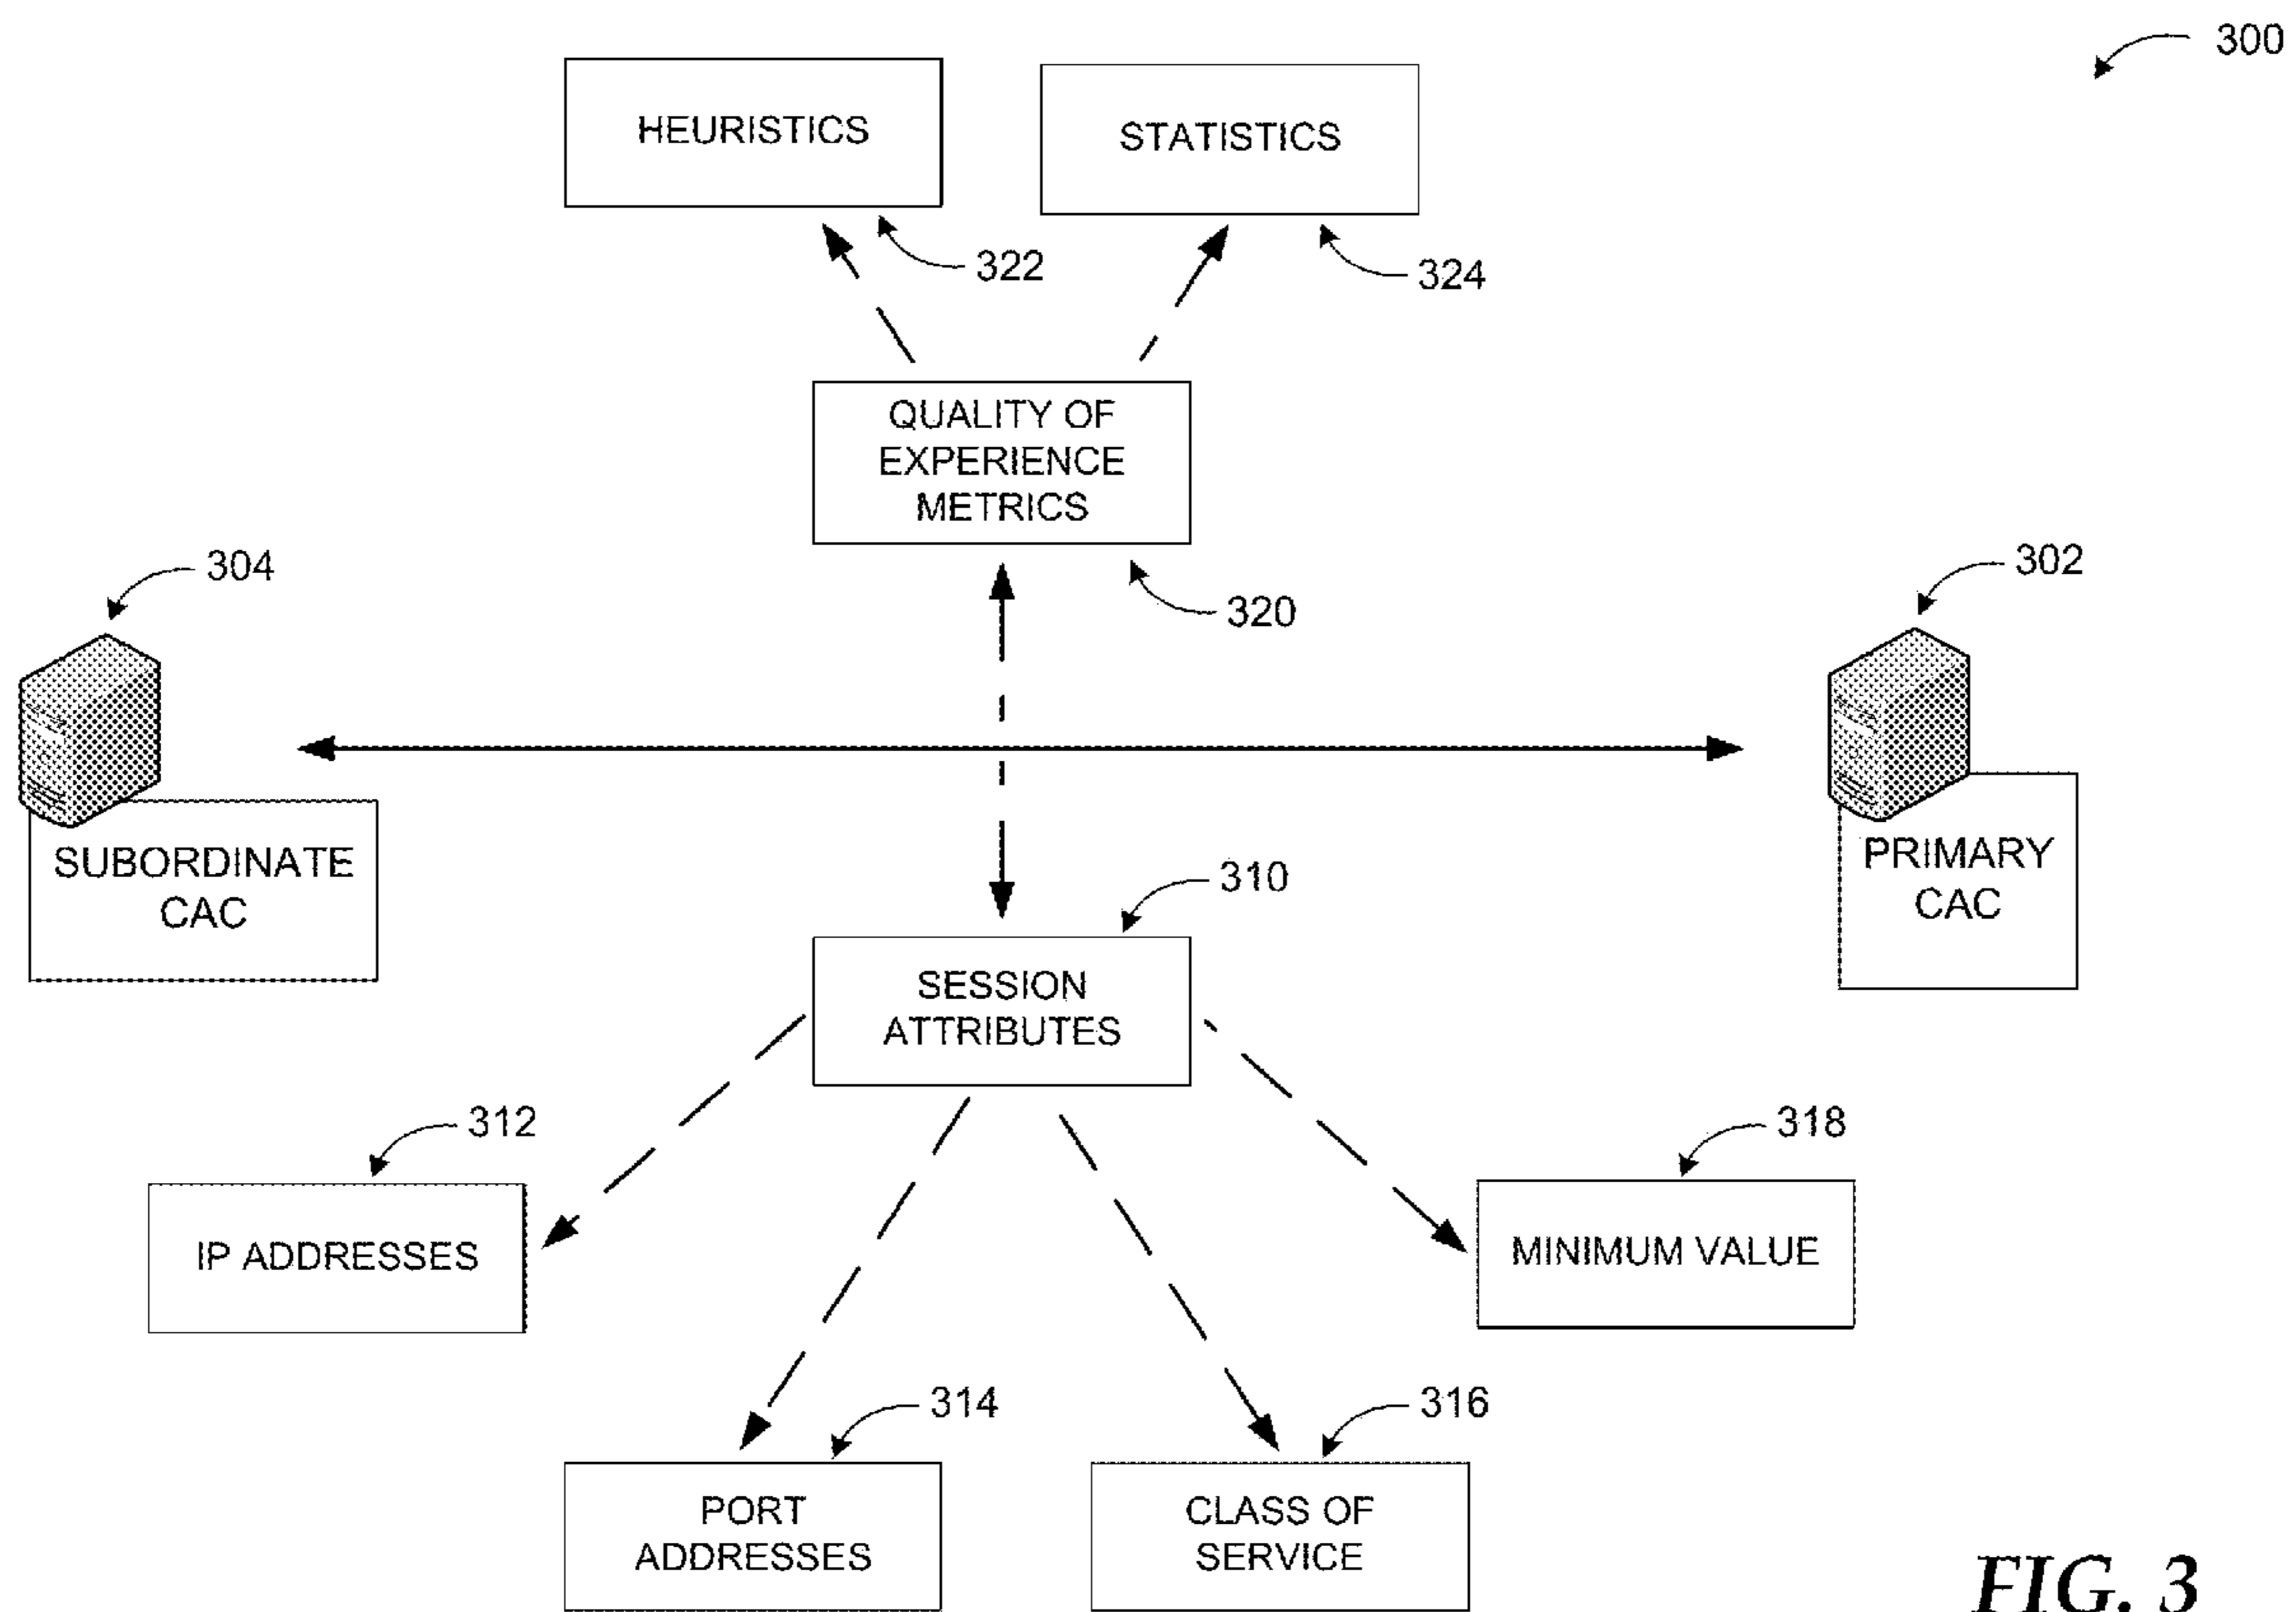 300
HEURISTICS
STATISTICS
322
324
QUALITY OF
EXPERIENCE
METRICS
304
302
320
SUBORDINATE
CAC
PRIMARY
CAC
310
SESSION
ATTRIBUTES
312
318
IP ADDRESSES
MINIMUM VALUE
314
316
PORT
ADDRESSES
CLASS OF
SERVICE
FIG. 3